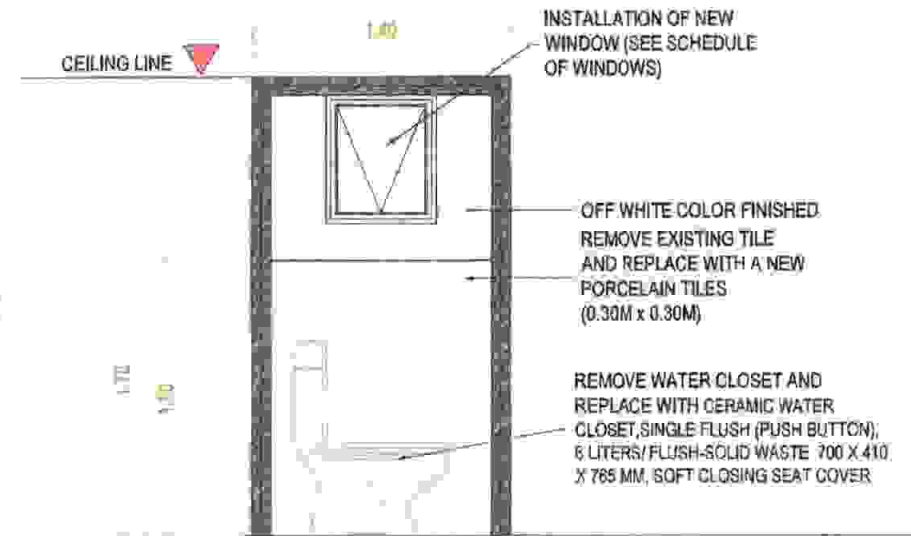 1.40
INSTALLATION OF NEW
WINDOW (SEE SCHEDULE
OF WINDOWS)
CEILING LINE
OFF WHITE COLOR FINISHED
REMOVE EXISTING TILE
AND REPLACE WITH A NEW
PORCELAIN TILES
(0.30M x 0.30M)
REMOVE WATER CLOSET AND
REPLACE WITH CERAMIC WATER
CLOSET,SINGLE FLUSH (PUSH BUTTON),
6 LITERS/ FLUSH-SOLID WASTE 700 X 410
X 765 MM, SOFT CLOSING SEAT COVER